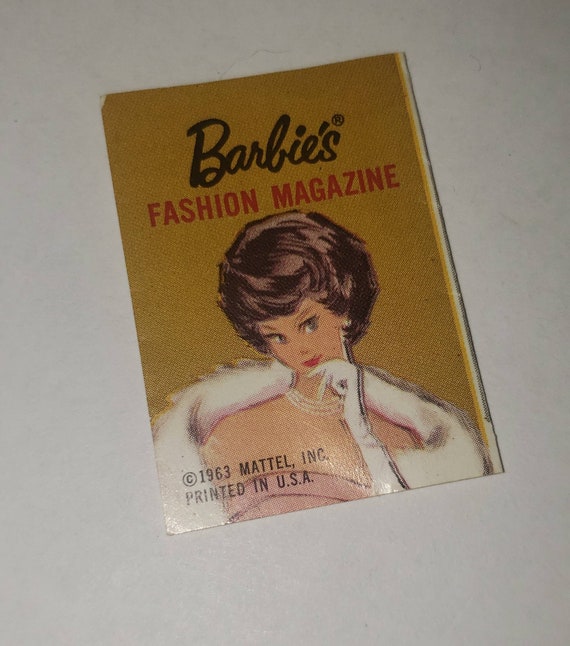 Barbie's®
FASHION MAGAZINE
©1963 MATTEL, INC.
PRINTED IN U.S.A.